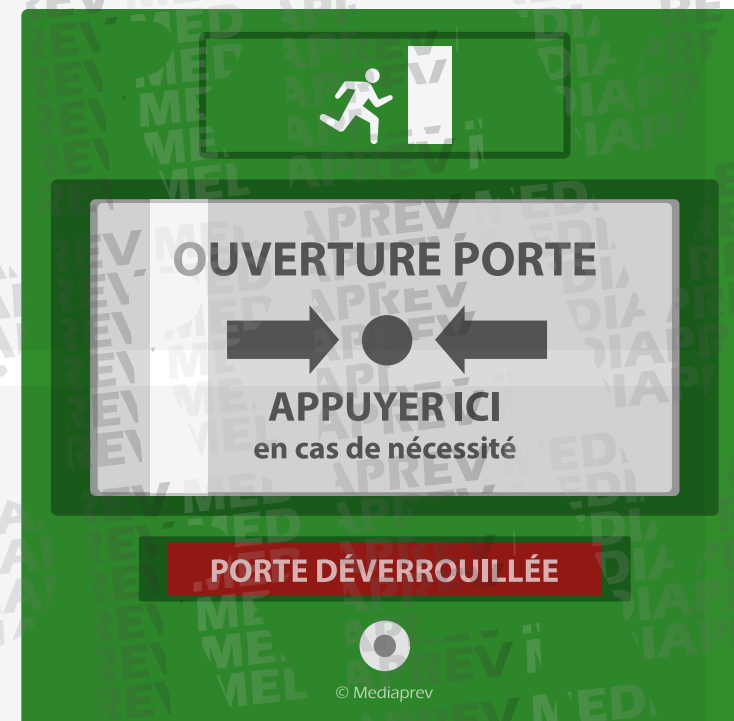 OUVERTURE PORTE
APPUYER ICI
en cas de nécessité
PORTE DÉVERROUILLÉE
© Mediaprev